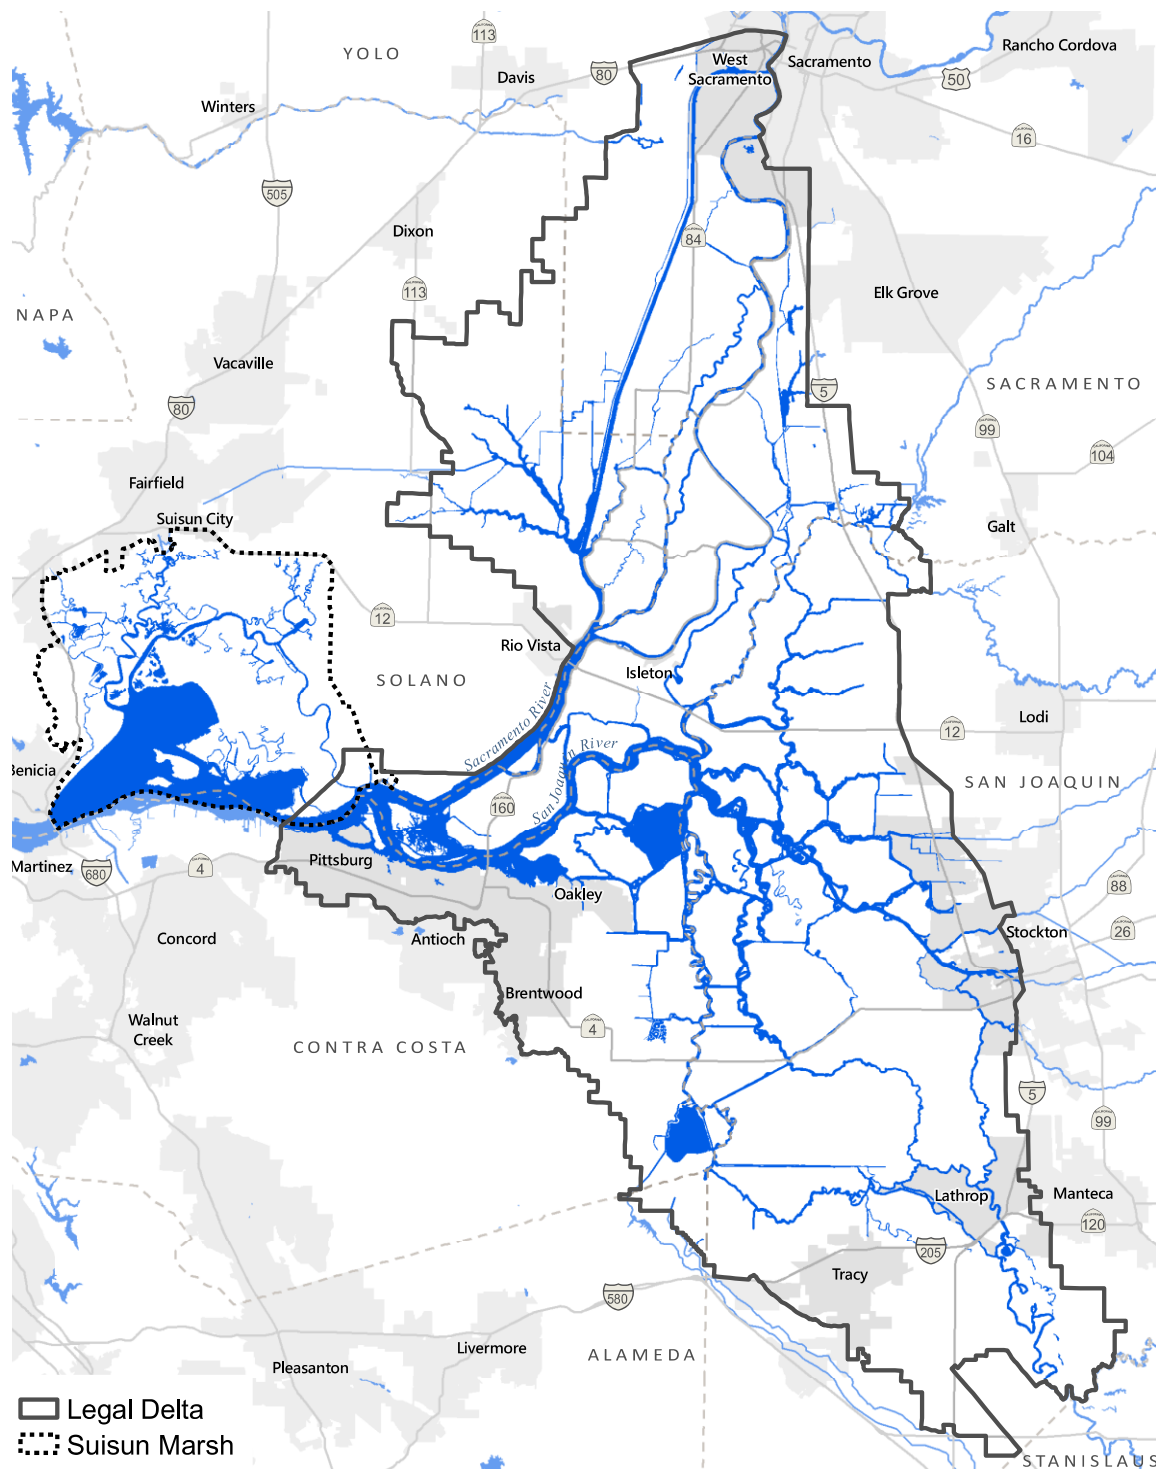 113
YOLO
Rancho Cordova
Davis
80
West
Sacramento
Sacramento
50
Winters
CALIFORNIA
16
505
Dixon
84
113
Elk Grove
NAPA
Vacaville
80
5
SACRAMENTO
99
104
Fairfield
Suisun City
Galt
12
Rio Vista
Isleton
SOLANO
Sacramento River
San Joaquin River
Lodi
12
Benicia
SAN JOAQUIN
160
Martinez
680
4
Pittsburg
Oakley
88
26
Concord
Antioch
Stockton
Brentwood
Walnut
Creek
4
CONTRA COSTA
5
99
Lathrop
Manteca
120
205
Tracy
580
Livermore
ALAMEDA
Pleasanton
Legal Delta
Suisun Marsh
STANISLAUS